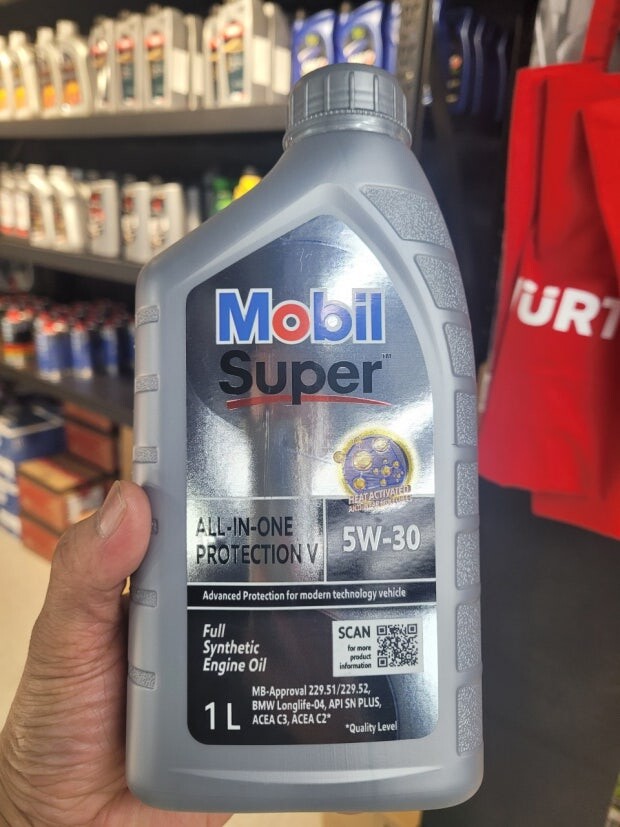 Mobil
Super™
HEAT ACTIVATED
ALL-IN-ONE
PROTECTION V
5W-30
Advanced Protection for modern technology vehicle
Full
Synthetic
Engine Oil
SCAN
for more
product
information
1 L
MB-Approval 229.51/229.52,
BMW Longlife-04, API SN PLUS,
ACEA C3, ACEA C2*
*Quality Level
ÜRT